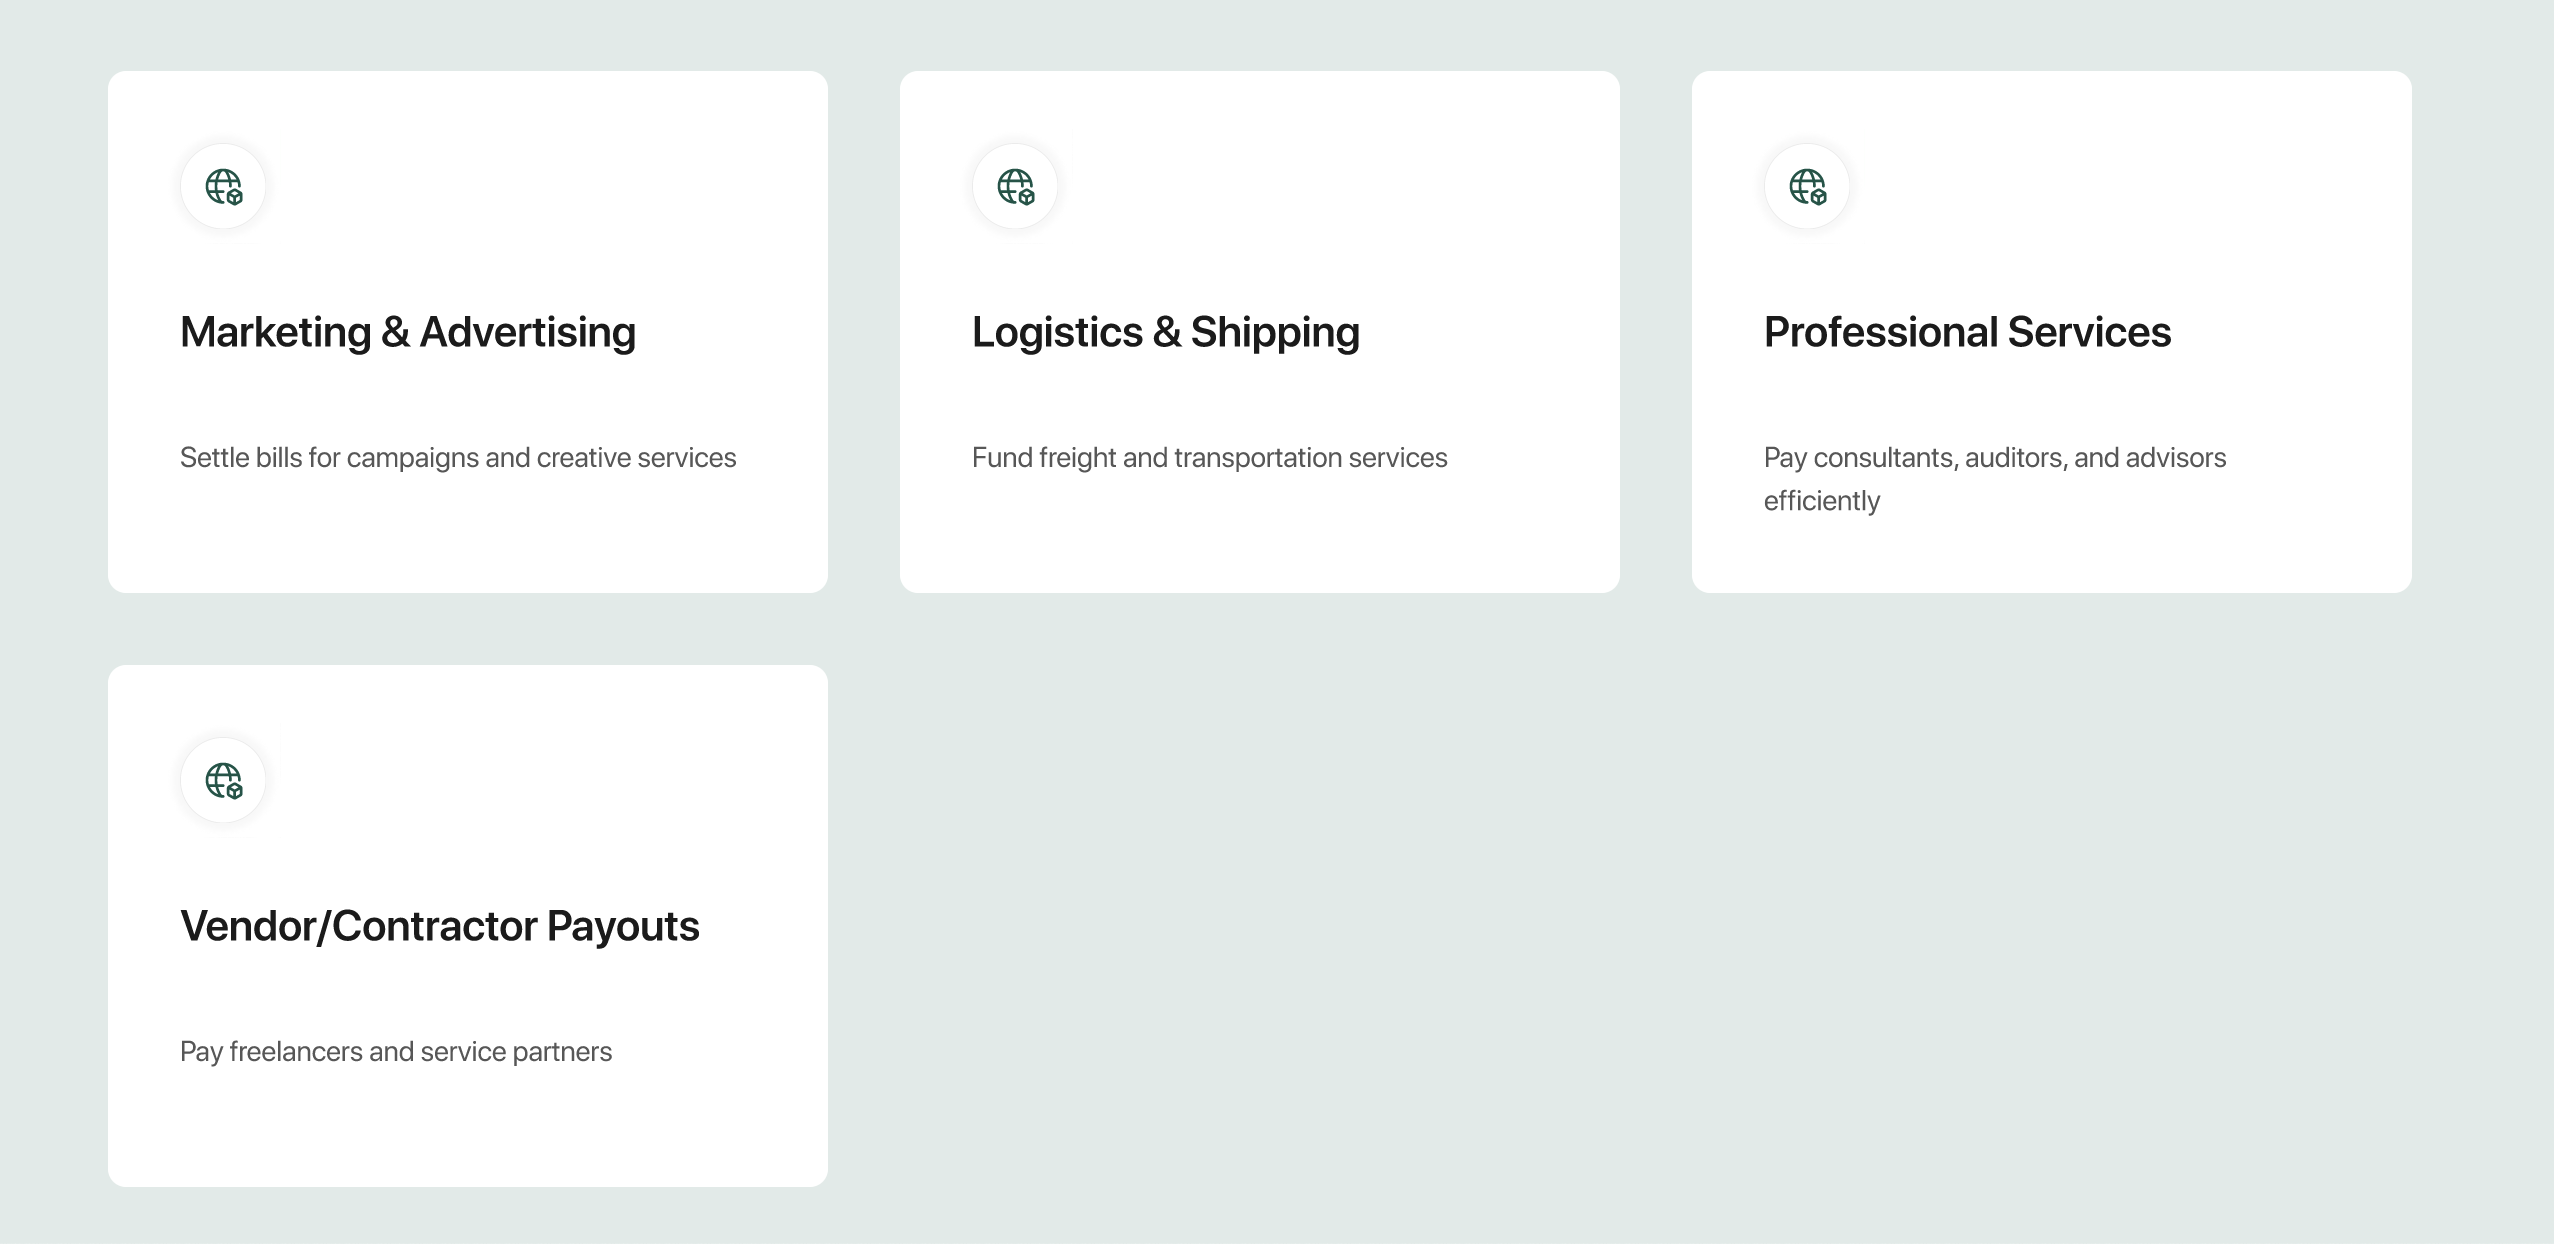 Marketing & Advertising
Settle bills for campaigns and creative services
Logistics & Shipping
Fund freight and transportation services
Professional Services
Pay consultants, auditors, and advisors
efficiently
Vendor/Contractor Payouts
Pay freelancers and service partners